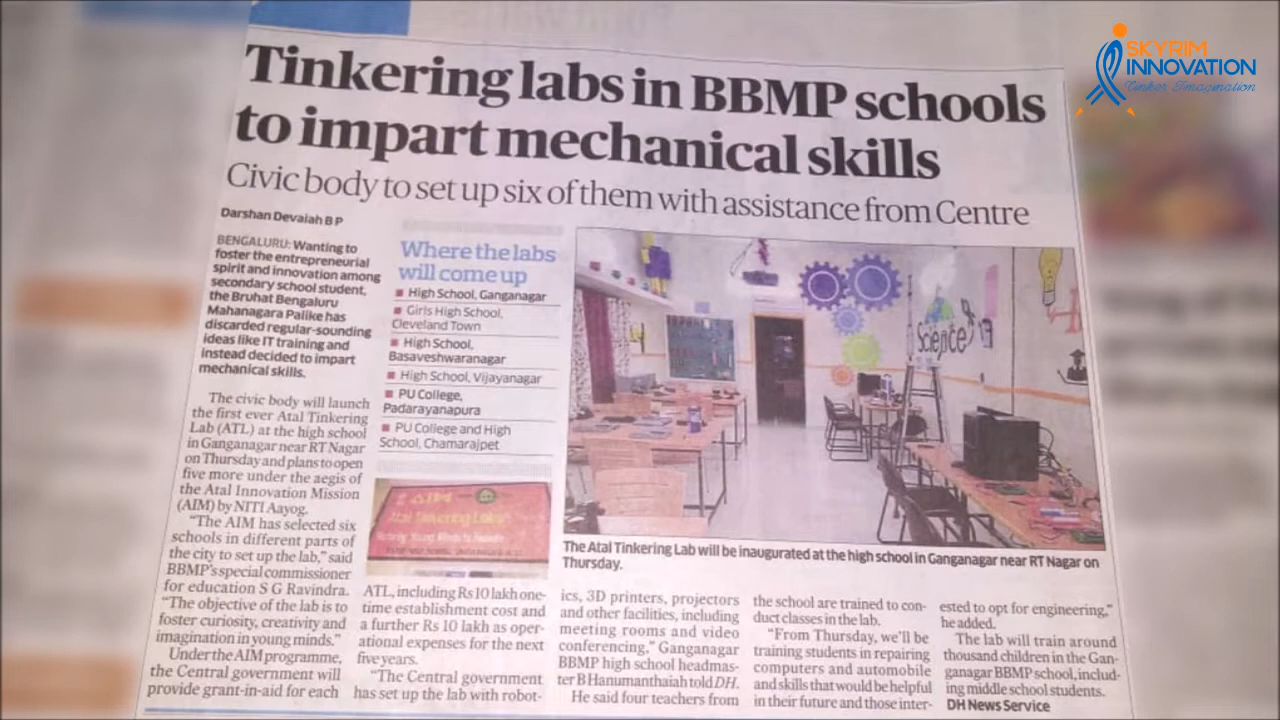 SKYRIM
INNOVATION
Tinker Imagination
Tinkering labs in BBMP schools
to impart mechanical skills
Civic body to set up six of them with assistance from Centre
Darshan Devaiah B P
BENGALURU: Wanting to
foster the entrepreneurial
spirit and innovation among
secondary school student,
the Bruhat Bengaluru
Mahanagara Palike has
discarded regular-sounding
ideas like IT training and
instead decided to impart
mechanical skills.
The civic body will launch
the first ever Atal Tinkering
Lab (ATL) at the high school
in Ganganagar near RT Nagar
on Thursday and plans to open
five more under the aegis of
the Atal Innovation Mission
(AIM) by NITI Aayog.
"The AIM has selected six
schools in different parts of
the city to set up the lab," said
BBMP's special commissioner
for education S G Ravindra.
"The objective of the lab is to
foster curiosity, creativity and
imagination in young minds."
Under the AIM programme,
the Central government will
provide grant-in-aid for each
Where the labs
will come up
High School, Ganganagar
Girls High School,
Cleveland Town
High School,
Basaveshwaranagar
High School, Vijayanagar
PU College,
Padarayanapura
PU College and High
School, Chamarajpet
Atal Tinkering Lab
ATL, including Rs 10 lakh one-
time establishment cost and
a further Rs 10 lakh as oper-
ational expenses for the next
five years.
"The Central government
has set up the lab with robot-
Science
The Atal Tinkering Lab will be inaugurated at the high school in Ganganagar near RT Nagar on
Thursday.
ics, 3D printers, projectors
and other facilities, including
meeting rooms and video
conferencing," Ganganagar
BBMP high school headmas-
ter B Hanumanthaiah told DH.
He said four teachers from
the school are trained to con-
duct classes in the lab.
"From Thursday, we'll be
training students in repairing
computers and automobile
and skills that would be helpful
in their future and those inter-
ested to opt for engineering,"
he added.
The lab will train around
thousand children in the Gan-
ganagar BBMP school, includ-
ing middle school students.
DH News Service